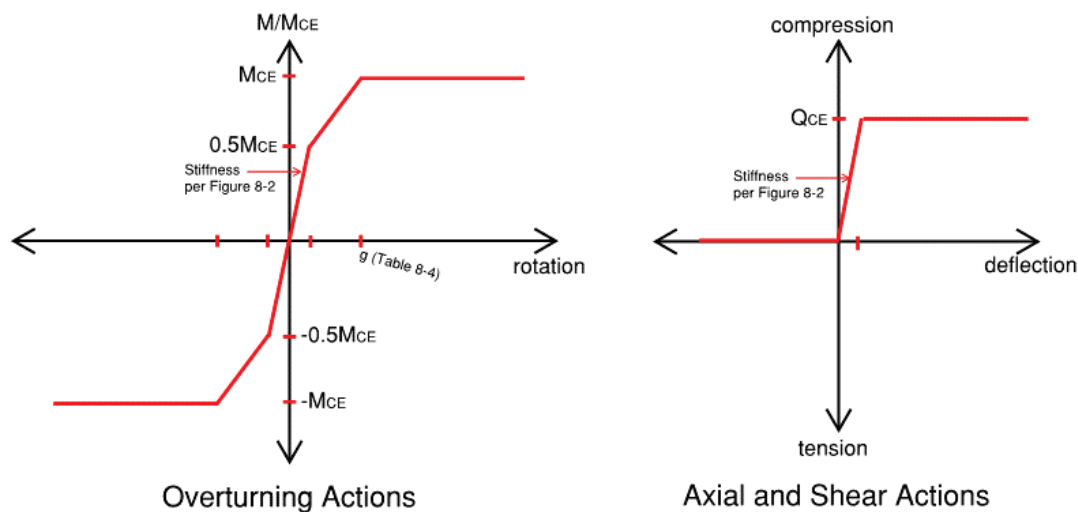 M/MCE
MCE
0.5MCE
Stiffness
per Figure 8-2
g (Table 8-4)
rotation
-0.5MCE
-MCE
Overturning Actions
compression
QCE
Stiffness
per Figure 8-2
deflection
tension
Axial and Shear Actions